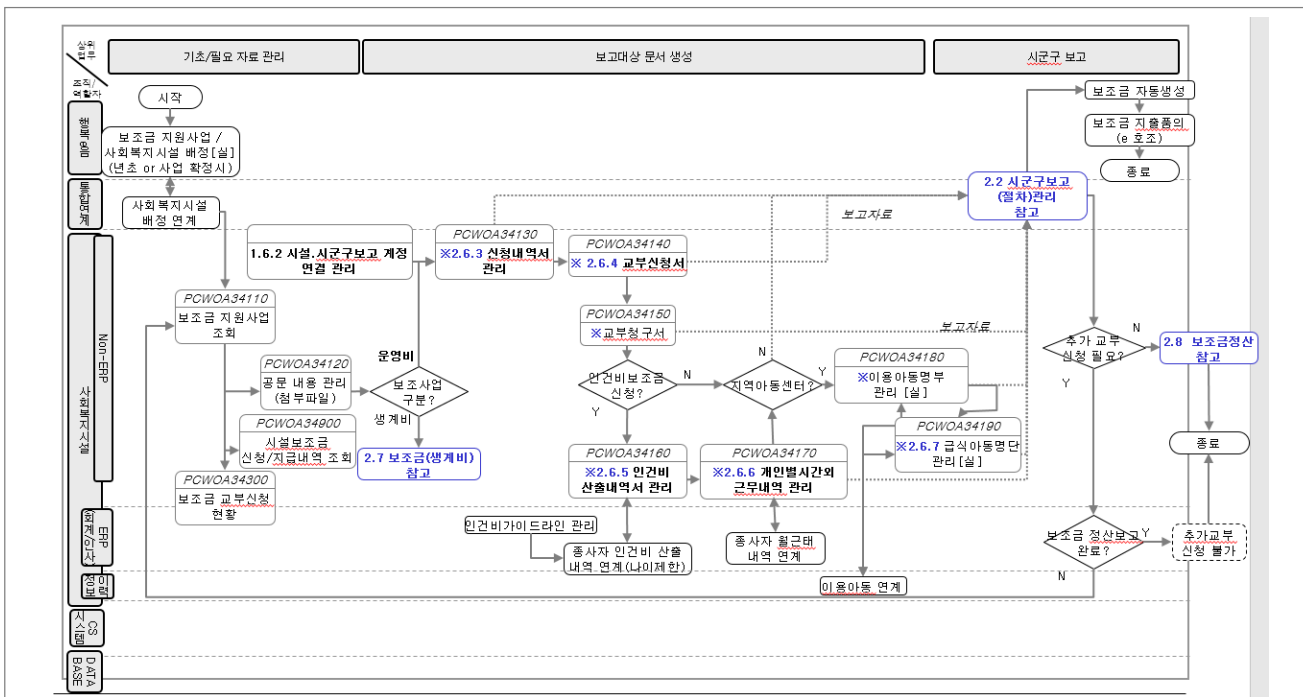 상위
업무
조직/
역할자
기초/필요 자료 관리
보고대상 문서 생성
시군구 보고
행복e음
통합연계
사회복지시설
Non-ERP
ERP
(회계/인사)
이력
정보
CS
시스템
DATA
BASE
시작
보조금 지원사업 /
사회복지시설 배정[실]
(년초 or 사업 확정시)
사회복지시설
배정 연계
보조금 자동생성
보조금 지출품의
(e 호조)
종료
2.2 시군구보고
(절차)관리
참고
보고자료
1.6.2 시설.시군구보고 계정
연결 관리
PCWOA34130
※2.6.3 신청내역서
관리
PCWOA34140
※ 2.6.4 교부신청서
PCWOA34110
보조금 지원사업
조회
PCWOA34150
※교부청구서
보고자료
PCWOA34120
공문 내용 관리
(첨부파일)
운영비
보조사업
구분?
생계비
인건비보조금
신청?
N
Y
지역아동센터?
N
Y
PCWOA34180
※이용아동명부
관리 [실]
추가 교부
신청 필요?
N
Y
2.8 보조금정산
참고
PCWOA34900
시설보조금
신청/지급내역 조회
2.7 보조금(생계비)
참고
PCWOA34190
※2.6.7 급식아동명단
관리[실]
종료
PCWOA34300
보조금 교부신청
현황
PCWOA34160
※2.6.5 인건비
산출내역서 관리
PCWOA34170
※2.6.6 개인별시간외
근무내역 관리
인건비가이드라인 관리
종사자 인건비 산출
내역 연계(나이제한)
종사자 월근태
내역 연계
이용아동 연계
보조금 정산보고
완료?
Y
N
추가교부
신청 불가